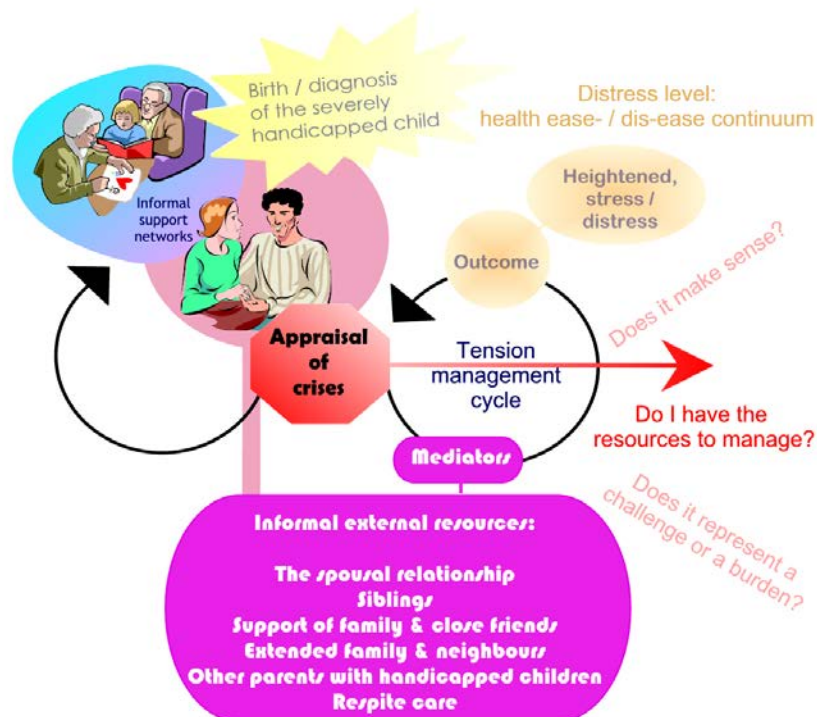 Birth / diagnosis
of the severely
handicapped child
Informal
support
networks
Distress level:
health ease- / dis-ease continuum
Heightened,
stress /
distress
Outcome
Does it make sense?
Appraisal
of
crises
Tension
management
cycle
Do I have the
resources to manage?
Mediators
Does it represent a
challenge or a burden?
Informal external resources:
The spousal relationship
Siblings
Support of family & close friends
Extended family & neighbours
Other parents with handicapped children
Respite care